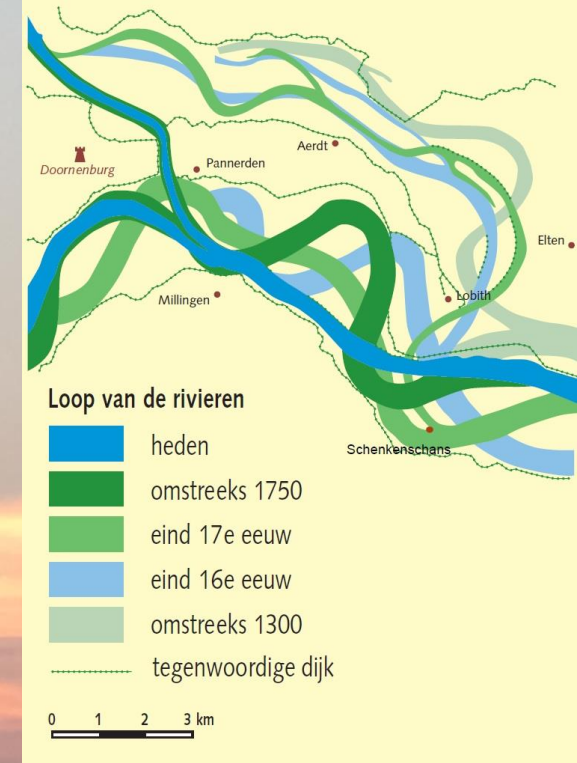 Aerdt
Pannerden
Doornenburg
Elten
Lobith
Millingen
Schenkenschans
Loop van de rivieren
heden
omstreeks 1750
eind 17e eeuw
eind 16e eeuw
omstreeks 1300
tegenwoordige dijk
0 1 2 3 km